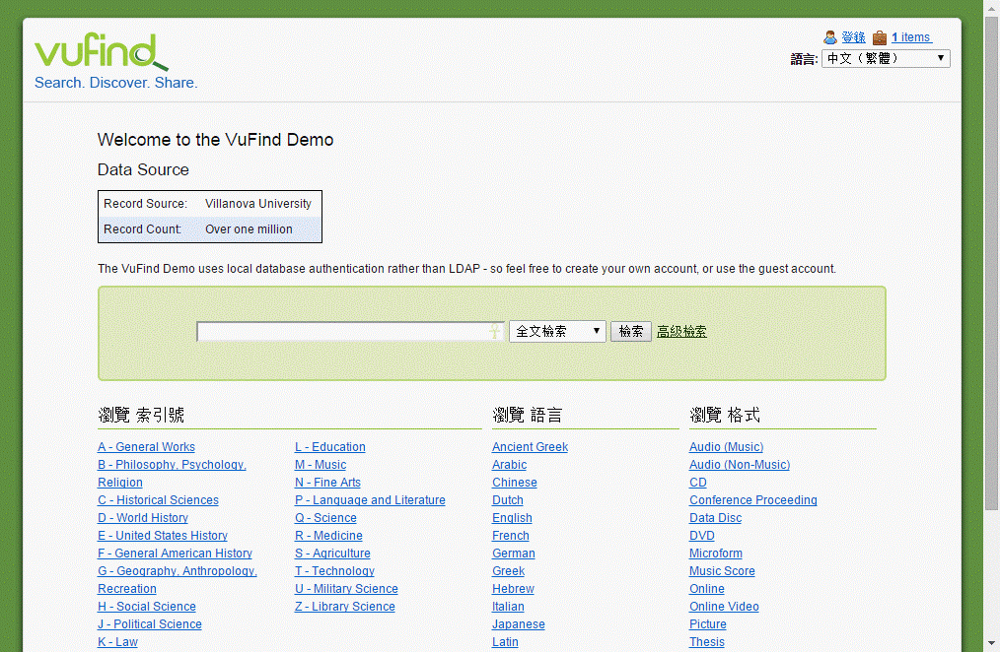 vufind
Search. Discover. Share.
登錄 1 items
語言: 中文（繁體）
Welcome to the VuFind Demo
Data Source
Record Source: Villanova University
Record Count: Over one million
The VuFind Demo uses local database authentication rather than LDAP - so feel free to create your own account, or use the guest account.
全文檢索 檢索 高級檢索
瀏覽 索引號
A - General Works
B - Philosophy, Psychology,
Religion
C - Historical Sciences
D - World History
E - United States History
F - General American History
G - Geography, Anthropology,
Recreation
H - Social Science
J - Political Science
K - Law
L - Education
M - Music
N - Fine Arts
P - Language and Literature
Q - Science
R - Medicine
S - Agriculture
T - Technology
U - Military Science
Z - Library Science
瀏覽 語言
Ancient Greek
Arabic
Chinese
Dutch
English
French
German
Greek
Hebrew
Italian
Japanese
Latin
瀏覽 格式
Audio (Music)
Audio (Non-Music)
CD
Conference Proceeding
Data Disc
DVD
Microform
Music Score
Online
Online Video
Picture
Thesis